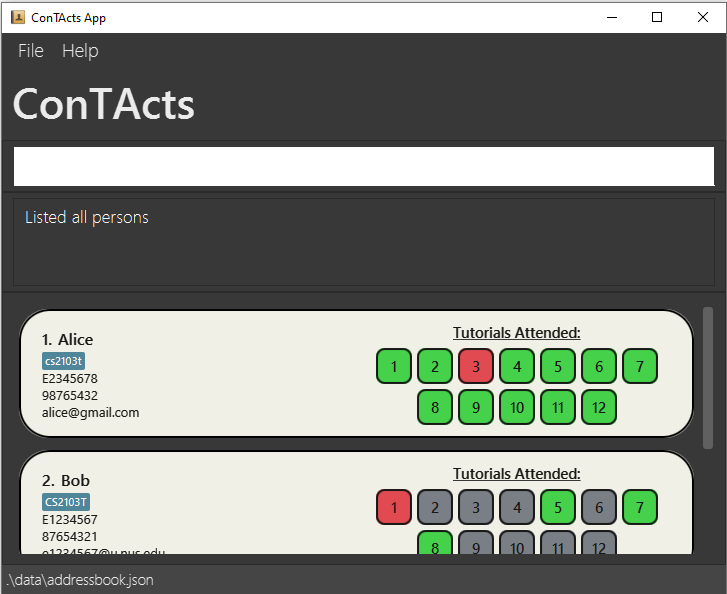 ConTActs App
File Help
ConTActs
Listed all persons
1. Alice
cs2103t
E2345678
98765432
alice@gmail.com
Tutorials Attended:
1 2 3 4 5 6 7
8 9 10 11 12
2. Bob
CS2103T
E1234567
87654321
e1234567@u.nus.edu
Tutorials Attended:
1 2 3 4 5 6 7
8 9 10 11 12
.\data\addressbook.json